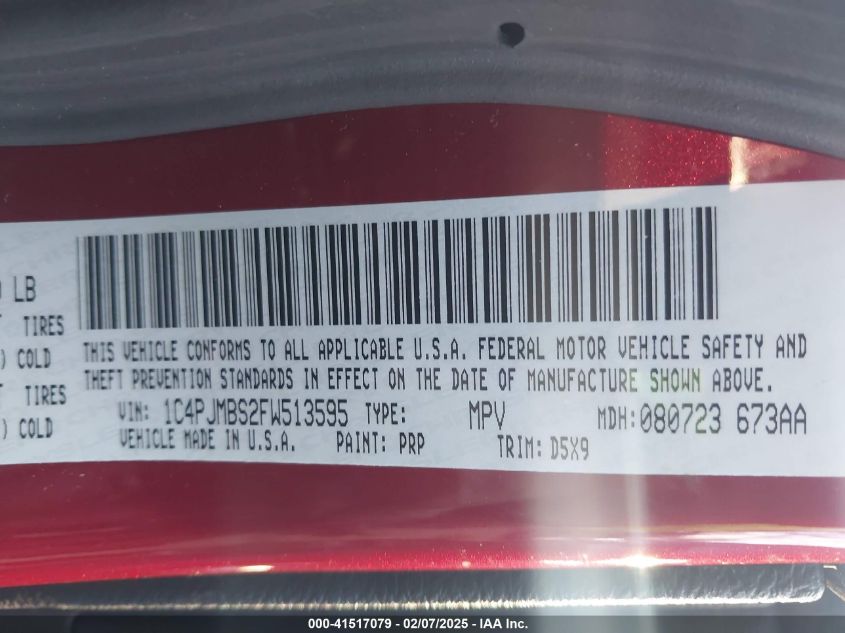 LB
TIRES
) COLD
TIRES
) COLD
THIS VEHICLE CONFORMS TO ALL APPLICABLE U.S.A. FEDERAL MOTOR VEHICLE SAFETY AND
THEFT PREVENTION STANDARDS IN EFFECT ON THE DATE OF MANUFACTURE SHOWN ABOVE.
VIN: 1C4PJMBS2FW513595 TYPE: MPV MDH:080723 673AA
VEHICLE MADE IN U.S.A. PAINT: PRP TRIM: D5X9
000-41517079 — 02/07/2025 — IAA Inc.